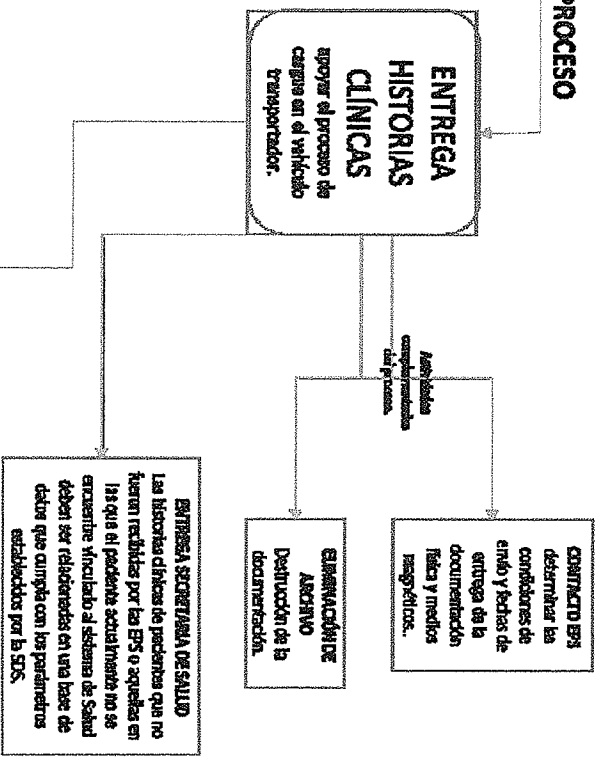 PROCESO
ENTREGA
HISTORIAS
CLÍNICAS
apoyar el proceso de
cargue en el vehículo
transportador.
Actividades
complementarias
del proceso.
CONTACTO EPS
determinar las
condiciones de
envío y fechas de
entrega de la
documentación
física y medios
magnéticos..
ELIMINACIÓN DE
ARCHIVO
Destrucción de la
documentación.
ENTREGA SECRETARIA DE SALUD
Las historias clínicas de pacientes que no
fueron recibidas por las EPS o aquellas en
las que el paciente actualmente no se
encuentre vinculado al sistema de Salud
deben ser relacionadas en una base de
datos que cumpla con los parámetros
establecidos por la SDS.